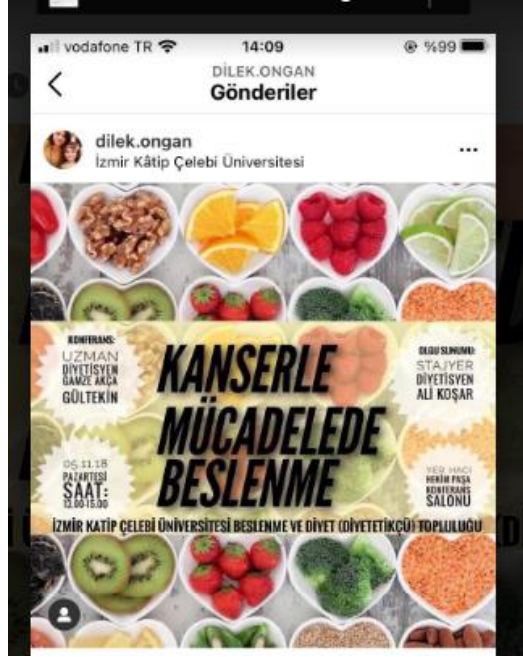 vodafone TR
14:09
%99
DİLEK.ONGAN
Gönderiler
dilek.ongan
İzmir Kâtip Çelebi Üniversitesi
KONFERANS:
UZMAN
DİYETİSYEN
GAMZE AKÇA
GÜLTEKİN
KANSERLE
MÜCADELEDE
BESLENME
OLGU SUNUMU:
STAJYER
DİYETİSYEN
ALİ KOŞAR
05.11.18
PAZARTESİ
SAAT:
13.00-15.00
YER HACI
HEKİM PAŞA
KONFERANS
SALONU
İZMİR KATİP ÇELEBİ ÜNİVERSİTESİ BESLENME VE DİYET (DİYETETİKÇÜ) TOPLULUĞU